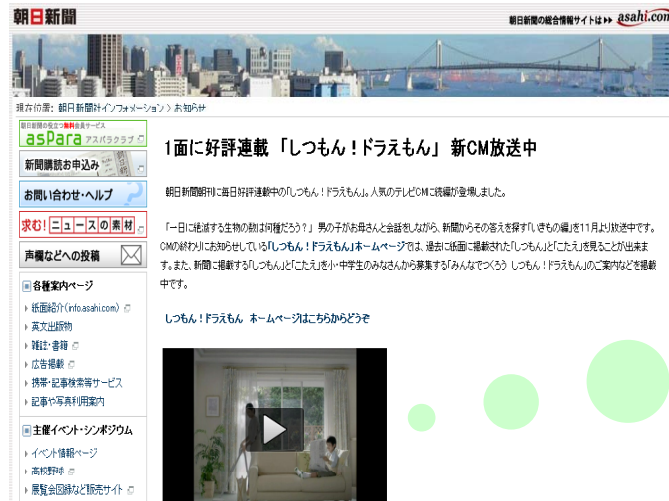 朝日新聞
朝日新聞の総合情報サイトは▶▶ asahi.com
現在位置: 朝日新聞社インフォメーション > お知らせ
朝日新聞の役立つ無料会員サービス
asPara アスパラクラブ
新聞購読お申込み
お問い合わせ・ヘルプ
求む!ニュースの素材
声欄などへの投稿
各種案内ページ
紙面紹介(info.asahi.com)
英文出版物
雑誌・書籍
広告掲載
携帯・記事検索等サービス
記事や写真利用案内
主催イベント・シンポジウム
イベント情報ページ
高校野球
展覧会図録など販売サイト
1面に好評連載 「しつもん!ドラえもん」 新CM放送中
朝日新聞朝刊に毎日好評連載中の「しつもん!ドラえもん」。人気のテレビCMに続編が登場しました。
「一日に絶滅する生物の数は何種だろう?」 男の子がお母さんと会話をしながら、新聞からその答えを探す「いきもの編」を11月より放送中です。
CMの終わりにお知らせしている「しつもん!ドラえもん」ホームページでは、過去に紙面に掲載された「しつもん」と「こたえ」を見ることが出来ま
す。また、新聞に掲載する「しつもん」と「こたえ」を小・中学生のみなさんから募集する「みんなでつくろう しつもん!ドラえもん」のご案内などを掲載
中です。
しつもん!ドラえもん ホームページはこちらからどうぞ